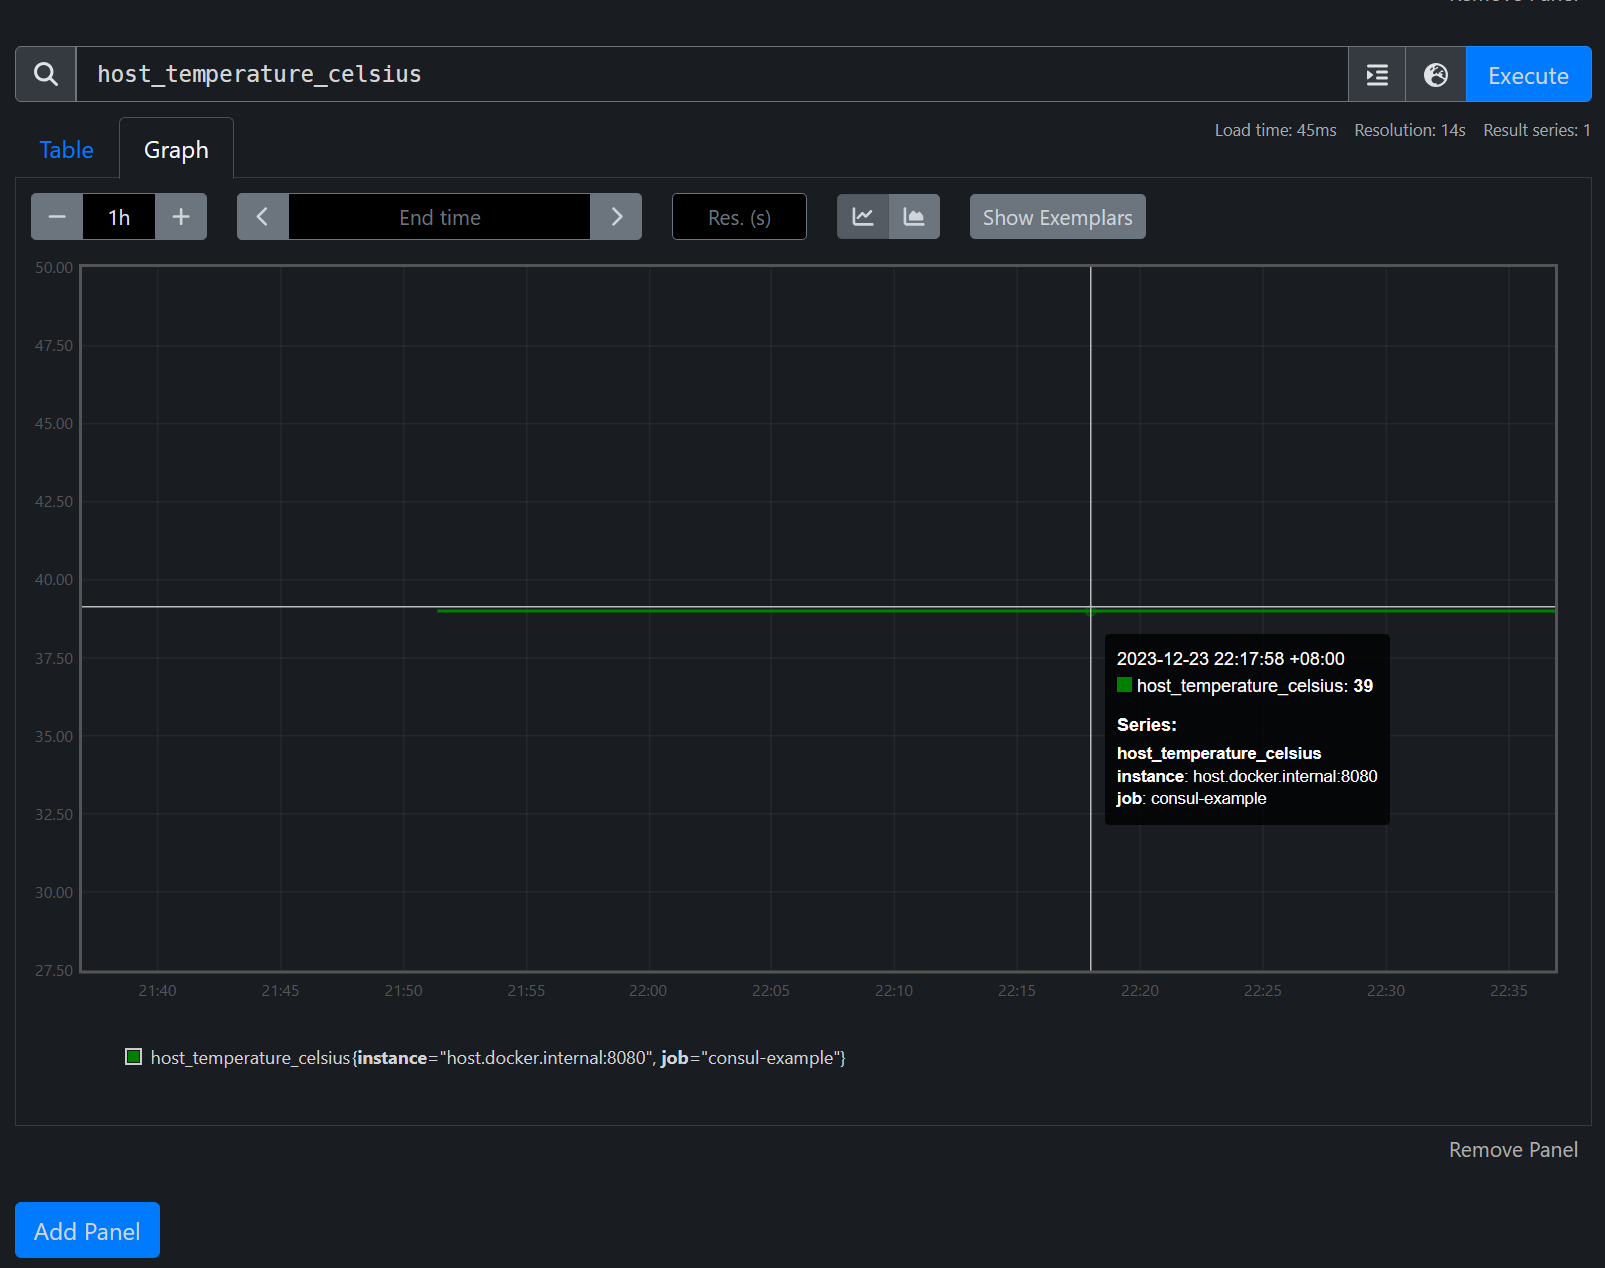 Remove Panel
host_temperature_celsius
Execute
Load time: 45ms Resolution: 14s Result series: 1
Table Graph
1h End time Res. (s) Show Exemplars
50.00
47.50
45.00
42.50
40.00
37.50
35.00
32.50
30.00
27.50
2023-12-23 22:17:58 +08:00
host_temperature_celsius: 39
Series:
host_temperature_celsius
instance: host.docker.internal:8080
job: consul-example
21:40 21:45 21:50 21:55 22:00 22:05 22:10 22:15 22:20 22:25 22:30 22:35
host_temperature_celsius{instance="host.docker.internal:8080", job="consul-example"}
Remove Panel
Add Panel